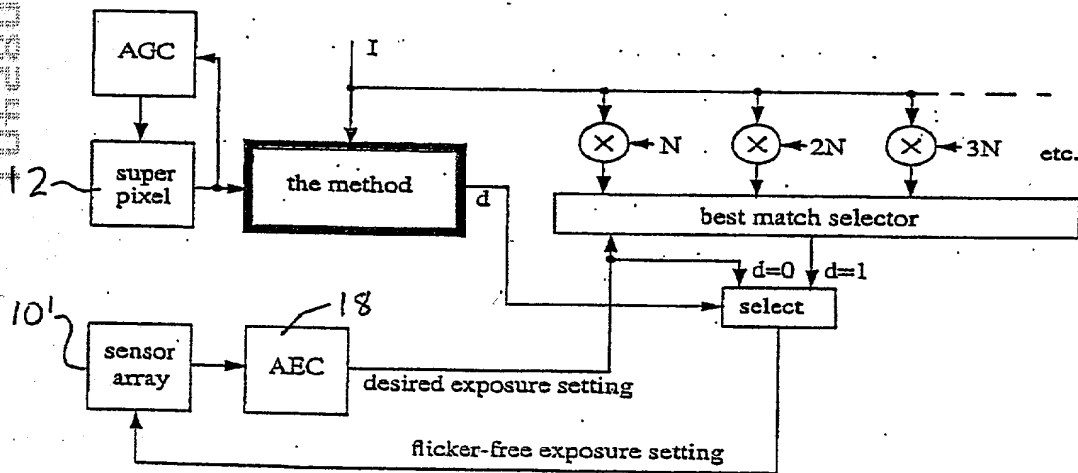 AGC
I
N
2N
3N
etc.
12
super
pixel
the method
d
best match selector
d=0
d=1
select
10'
18
sensor
array
AEC
desired exposure setting
flicker-free exposure setting